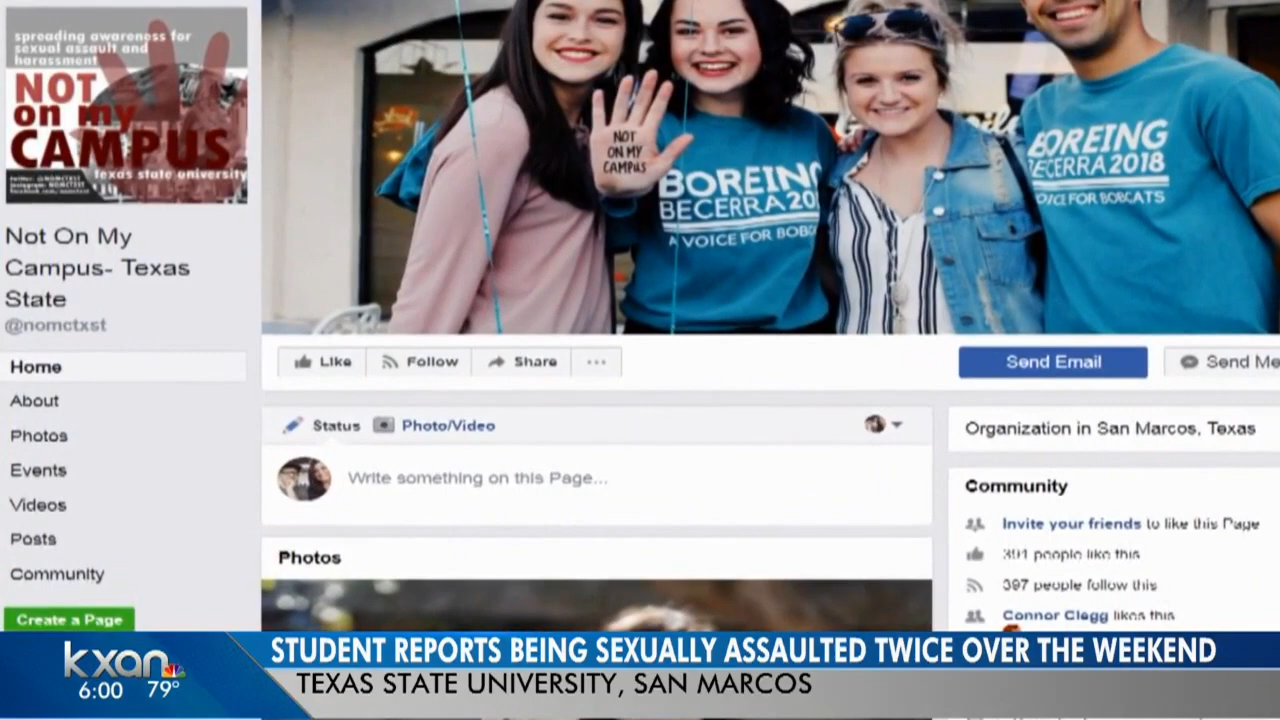 spreading awareness for
sexual assault and
harassment
NOT
on my
CAMPUS
texas state university
Not On My
Campus- Texas
State
@nomctxst
Home
About
Photos
Events
Videos
Posts
Community
Create a Page
NOT
ON MY
CAMPUS
BOREING
BECERRA 20
A VOICE FOR BOBC
BOREING
BECERRA 2018
OICE FOR BOBCATS
Like Follow Share ...
Send Email Send Me
Status Photo/Video
Write something on this Page...
Photos
Organization in San Marcos, Texas
Community
Invite your friends to like this Page
391 people like this
397 people follow this
Connor Clegg likes this
kxan
6:00 79°
STUDENT REPORTS BEING SEXUALLY ASSAULTED TWICE OVER THE WEEKEND
TEXAS STATE UNIVERSITY, SAN MARCOS